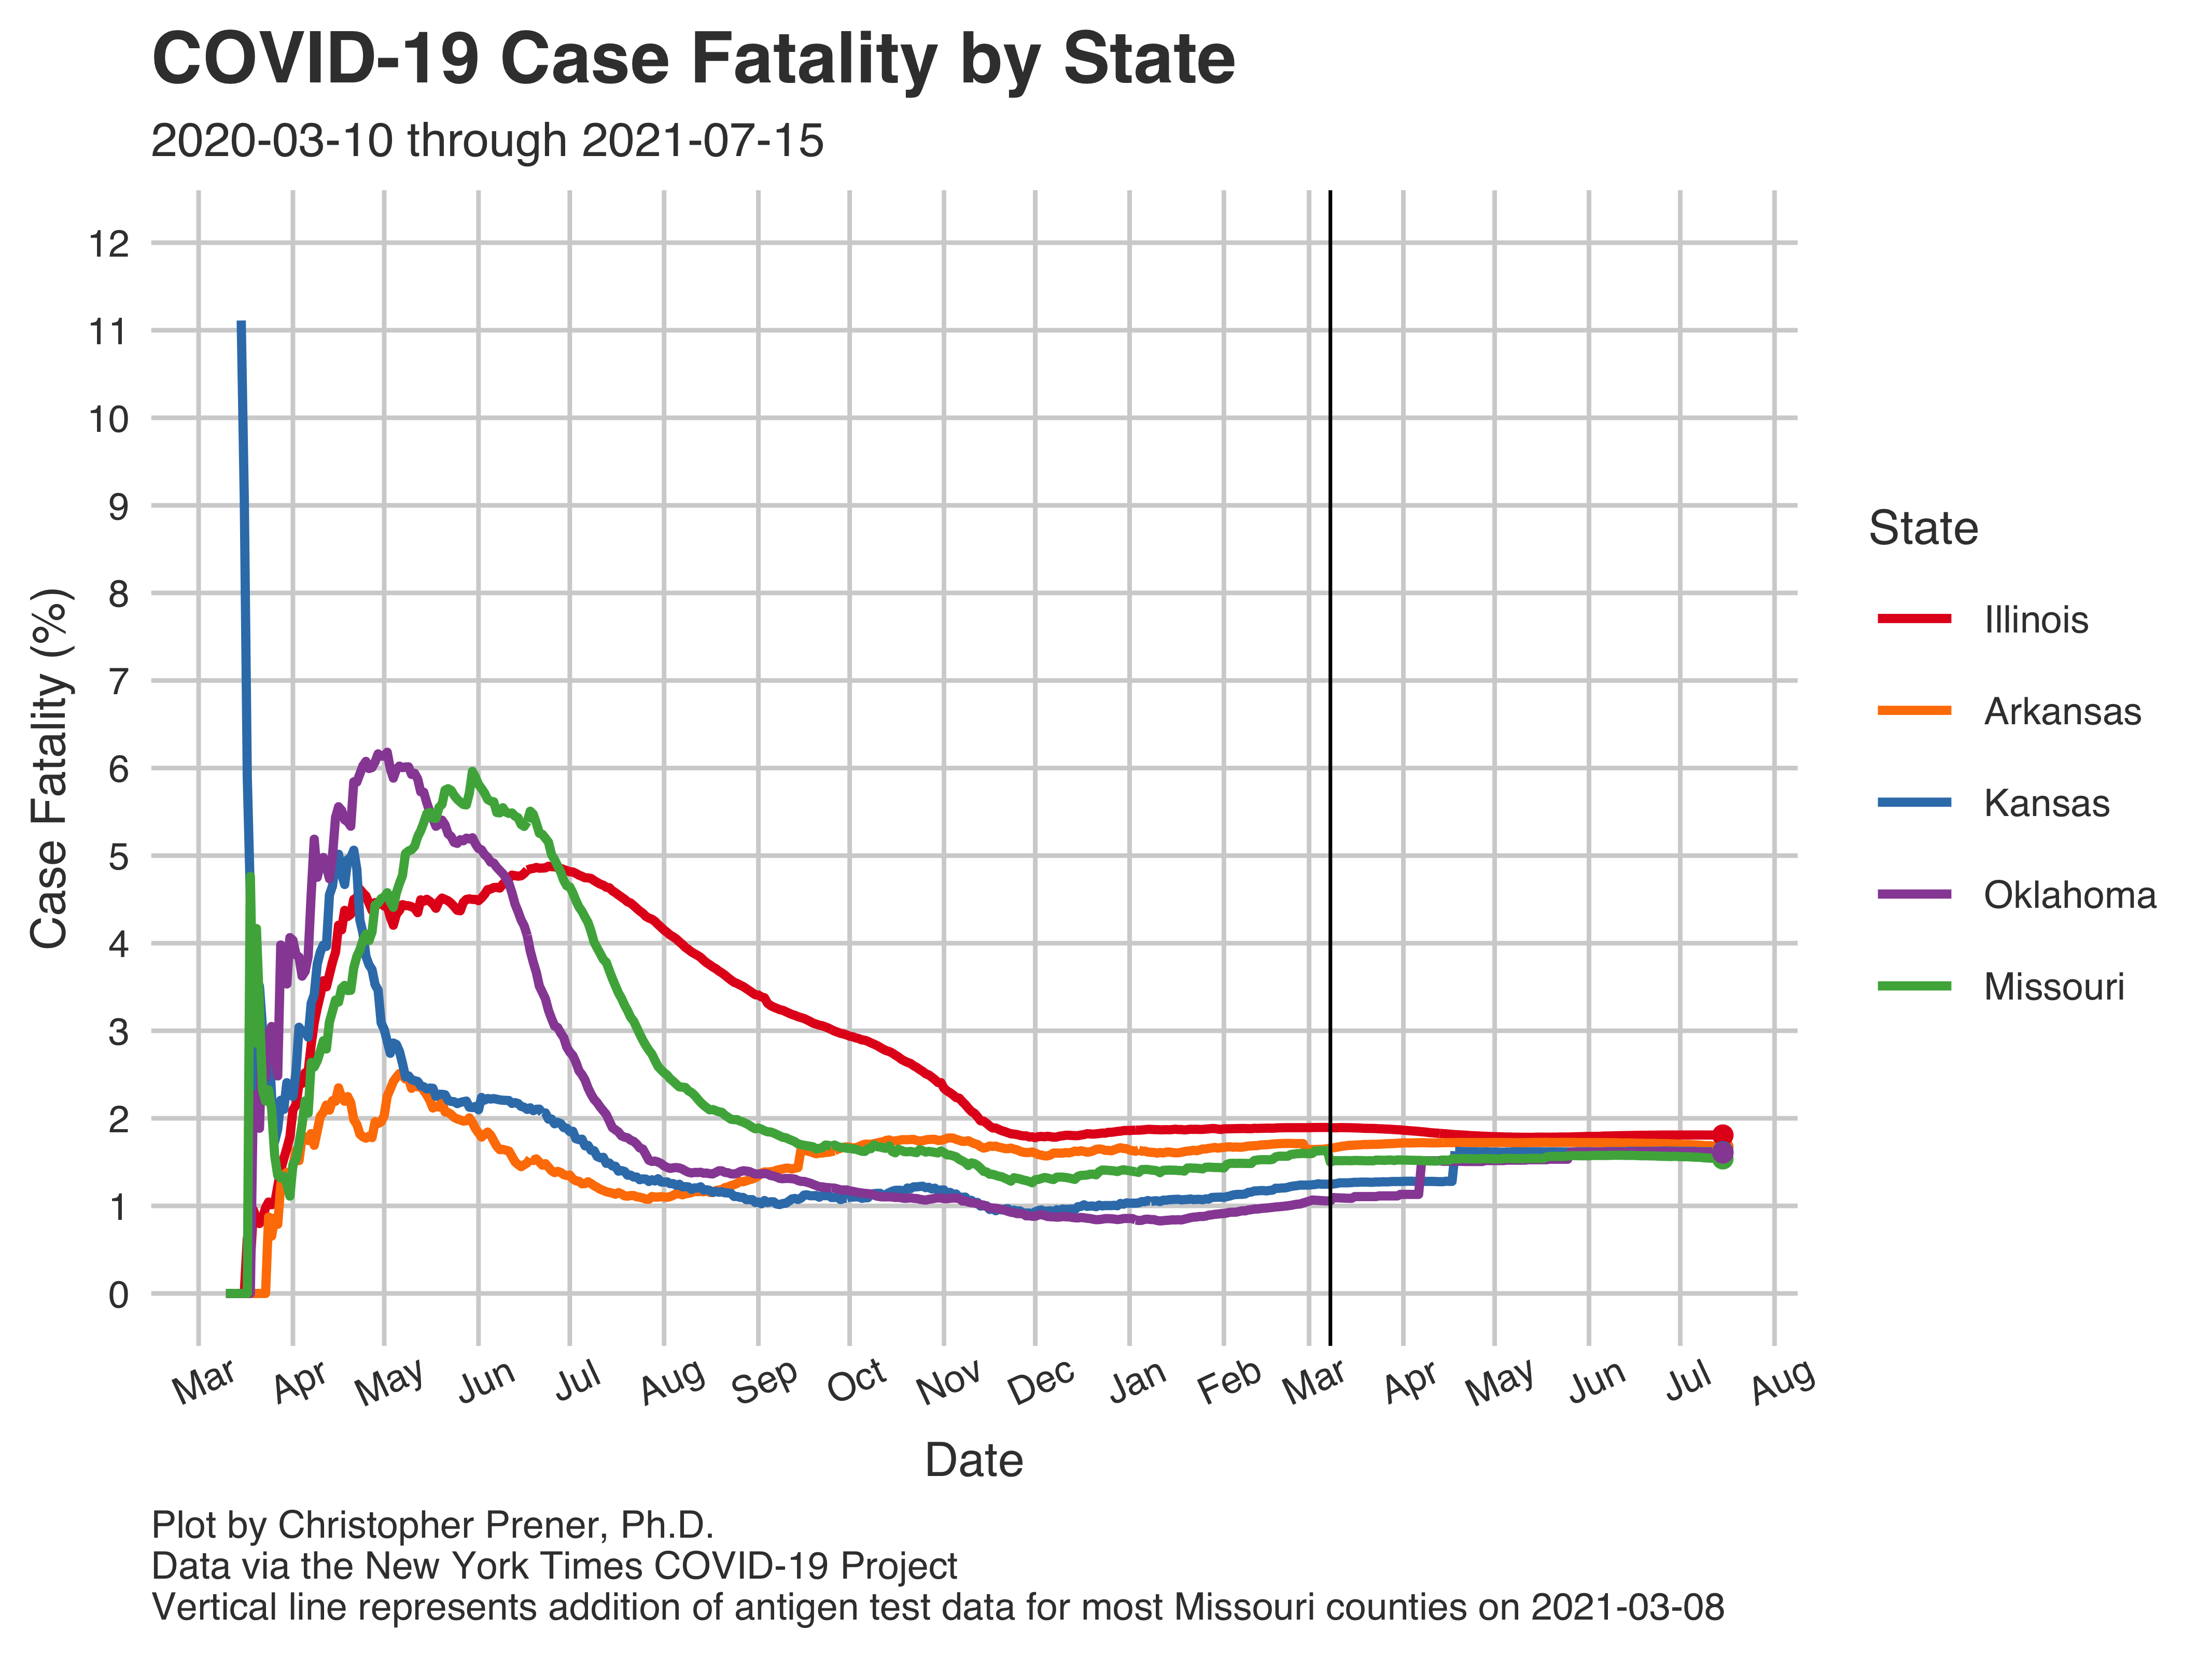 COVID-19 Case Fatality by State
2020-03-10 through 2021-07-15
12
11
10
9
8
7
6
5
4
3
2
1
0
Case Fatality (%)
Mar Apr May Jun Jul Aug Sep Oct Nov Dec Jan Feb Mar Apr May Jun Jul Aug
Date
State
Illinois
Arkansas
Kansas
Oklahoma
Missouri
Plot by Christopher Prener, Ph.D.
Data via the New York Times COVID-19 Project
Vertical line represents addition of antigen test data for most Missouri counties on 2021-03-08